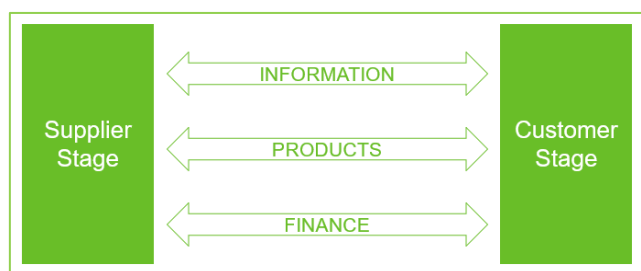 Supplier
Stage
INFORMATION
PRODUCTS
FINANCE
Customer
Stage